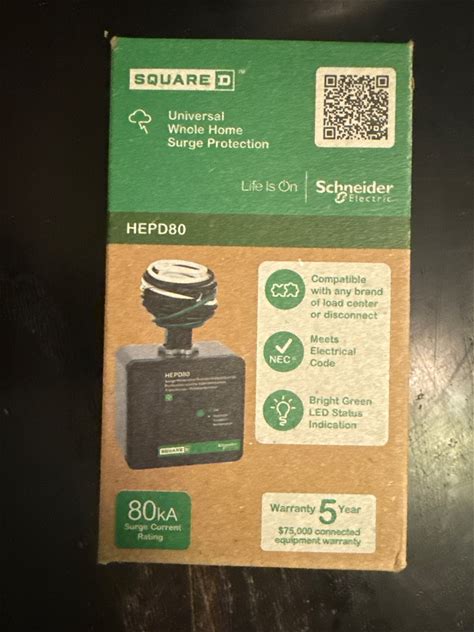 SQUARE D™
Universal
Whole Home
Surge Protection
Life Is On | Schneider
Electric
HEPD80
Compatible
with any brand
of load center
or disconnect
NEC
Meets
Electrical
Code
Bright Green
LED Status
Indication
HEPD80
SQUARE D
Schneider
80kA
Surge Current
Rating
Warranty 5 Year
$75,000 connected
equipment warranty